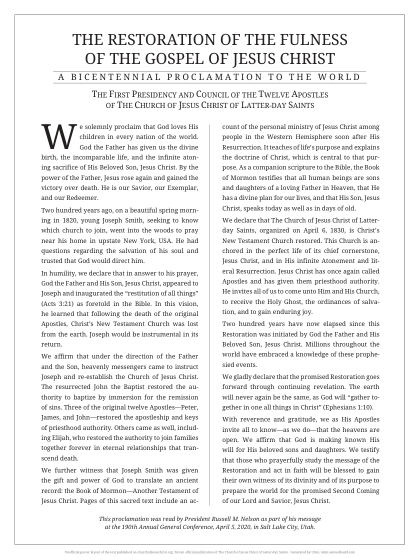 THE RESTORATION OF THE FULNESS
OF THE GOSPEL OF JESUS CHRIST
A BICENTENNIAL PROCLAMATION TO THE WORLD
THE FIRST PRESIDENCY AND COUNCIL OF THE TWELVE APOSTLES
OF THE CHURCH OF JESUS CHRIST OF LATTER-DAY SAINTS
We solemnly proclaim that God loves His
children in every nation of the world.
God the Father has given us the divine
birth, the incomparable life, and the infinite aton-
ing sacrifice of His Beloved Son, Jesus Christ. By the
power of the Father, Jesus rose again and gained the
victory over death. He is our Savior, our Exemplar,
and our Redeemer.
Two hundred years ago, on a beautiful spring morn-
ing in 1820, young Joseph Smith, seeking to know
which church to join, went into the woods to pray
near his home in upstate New York, USA. He had
questions regarding the salvation of his soul and
trusted that God would direct him.
In humility, we declare that in answer to his prayer,
God the Father and His Son, Jesus Christ, appeared to
Joseph and inaugurated the “restitution of all things”
(Acts 3:21) as foretold in the Bible. In this vision,
he learned that following the death of the original
Apostles, Christ’s New Testament Church was lost
from the earth. Joseph would be instrumental in its
return.
We affirm that under the direction of the Father
and the Son, heavenly messengers came to instruct
Joseph and re-establish the Church of Jesus Christ.
The resurrected John the Baptist restored the au-
thority to baptize by immersion for the remission
of sins. Three of the original twelve Apostles—Peter,
James, and John—restored the apostleship and keys
of priesthood authority. Others came as well, includ-
ing Elijah, who restored the authority to join families
together forever in eternal relationships that tran-
scend death.
We further witness that Joseph Smith was given
the gift and power of God to translate an ancient
record: the Book of Mormon—Another Testament of
Jesus Christ. Pages of this sacred text include an ac-
count of the personal ministry of Jesus Christ among
people in the Western Hemisphere soon after His
Resurrection. It teaches of life’s purpose and explains
the doctrine of Christ, which is central to that pur-
pose. As a companion scripture to the Bible, the Book
of Mormon testifies that all human beings are sons
and daughters of a loving Father in Heaven, that He
has a divine plan for our lives, and that His Son, Jesus
Christ, speaks today as well as in days of old.
We declare that The Church of Jesus Christ of Latter-
day Saints, organized on April 6, 1830, is Christ’s
New Testament Church restored. This Church is an-
chored in the perfect life of its chief cornerstone,
Jesus Christ, and in His infinite Atonement and lit-
eral Resurrection. Jesus Christ has once again called
Apostles and has given them priesthood authority.
He invites all of us to come unto Him and His Church,
to receive the Holy Ghost, the ordinances of salva-
tion, and to gain enduring joy.
Two hundred years have now elapsed since this
Restoration was initiated by God the Father and His
Beloved Son, Jesus Christ. Millions throughout the
world have embraced a knowledge of these prophe-
sied events.
We gladly declare that the promised Restoration goes
forward through continuing revelation. The earth
will never again be the same, as God will “gather to-
gether in one all things in Christ” (Ephesians 1:10).
With reverence and gratitude, we as His Apostles
invite all to know—as we do—that the heavens are
open. We affirm that God is making known His
will for His beloved sons and daughters. We testify
that those who prayerfully study the message of the
Restoration and act in faith will be blessed to gain
their own witness of its divinity and of its purpose to
prepare the world for the promised Second Coming
of our Lord and Savior, Jesus Christ.
This proclamation was read by President Russell M. Nelson as part of his message
at the 190th Annual General Conference, April 5, 2020, in Salt Lake City, Utah.